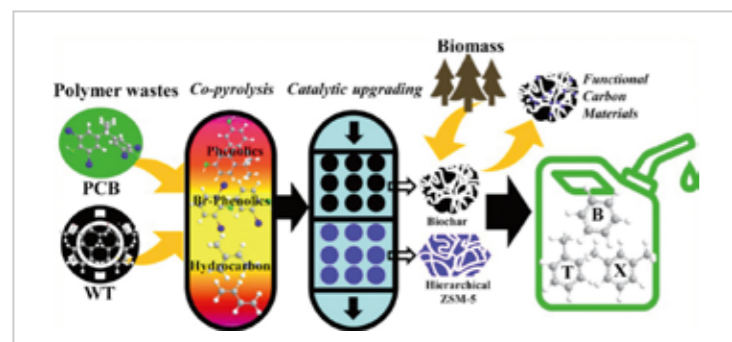 Polymer wastes
PCB
WT
Co-pyrolysis
Phenolics
Br-Phenolics
Hydrocarbon
Catalytic upgrading
Biomass
Biochar
Hierarchical
ZSM-5
Functional
Carbon
Materials
B
T
X